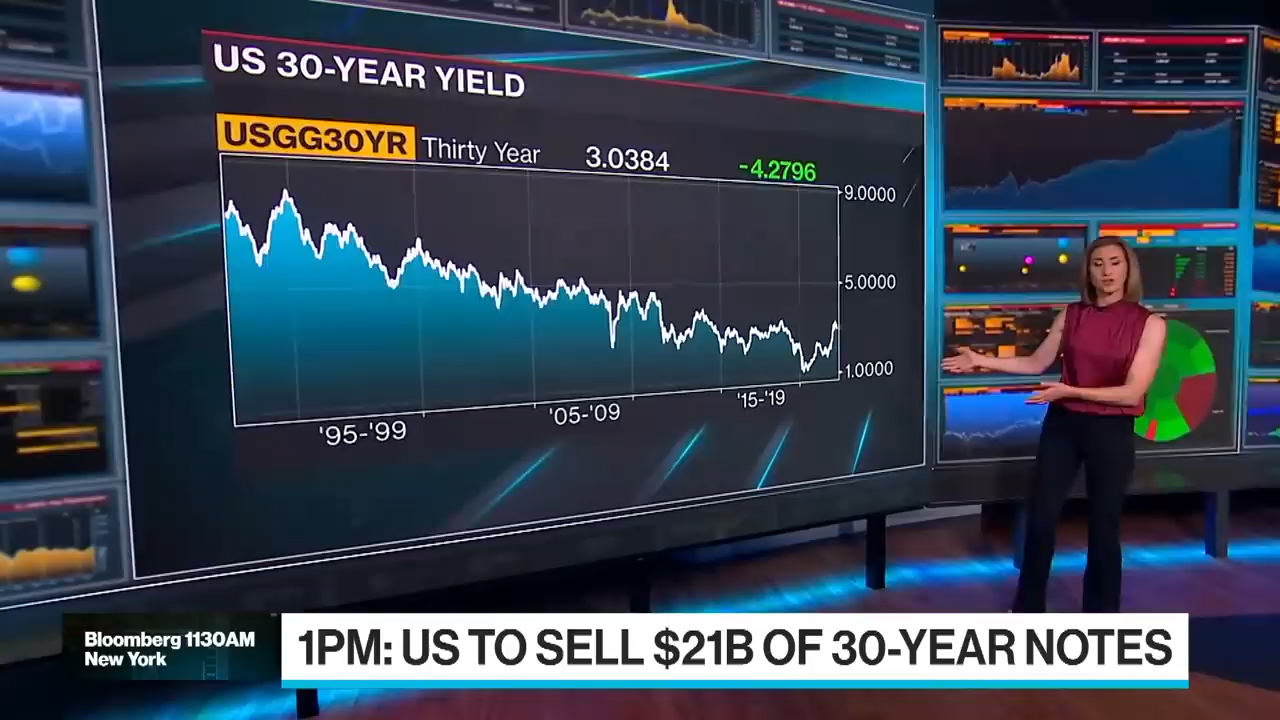 US 30-YEAR YIELD
USGG30YR Thirty Year 3.0384 -4.2796
9.0000
5.0000
1.0000
'95-'99 '05-'09 '15-'19
Bloomberg 1130AM
New York
1PM: US TO SELL $21B OF 30-YEAR NOTES